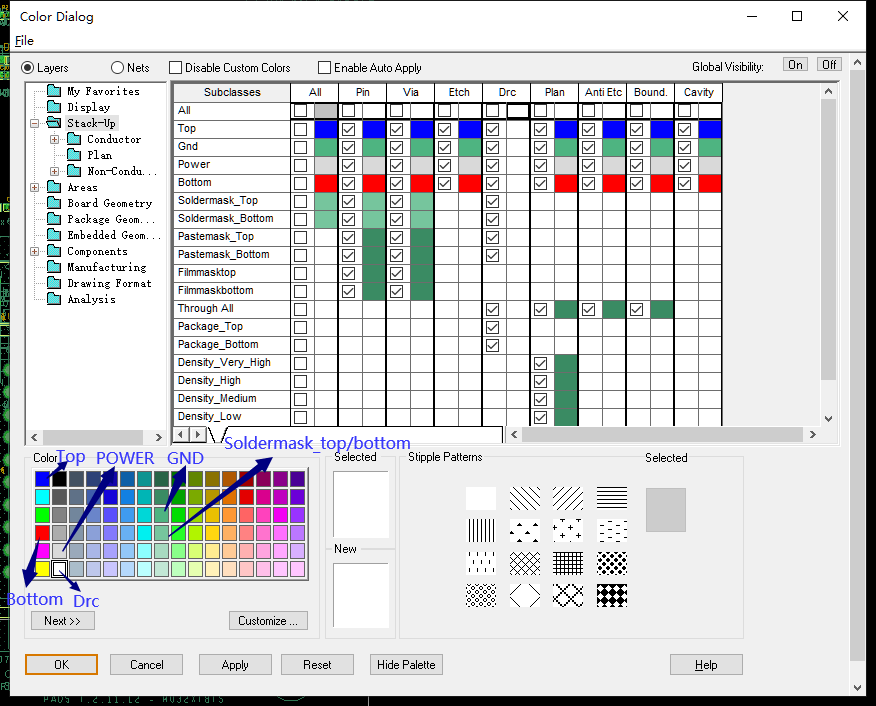 Color Dialog
File
Layers Nets Disable Custom Colors Enable Auto Apply Global Visibility: On Off
My Favorites
Display
Stack-Up
Conductor
Plan
Non-Condu...
Areas
Board Geometry
Package Geom...
Embedded Geom...
Components
Manufacturing
Drawing Format
Analysis
Subclasses All Pin Via Etch Drc Plan Anti Etc Bound. Cavity
All
Top
Gnd
Power
Bottom
Soldermask_Top
Soldermask_Bottom
Pastemask_Top
Pastemask_Bottom
Filmmasktop
Filmmaskbottom
Through All
Package_Top
Package_Bottom
Density_Very_High
Density_High
Density_Medium
Density_Low
Soldermask_top/bottom
Color Top POWER GND Selected Stipple Patterns Selected
New
Bottom Drc
Next >> Customize ...
OK Cancel Apply Reset Hide Palette Help